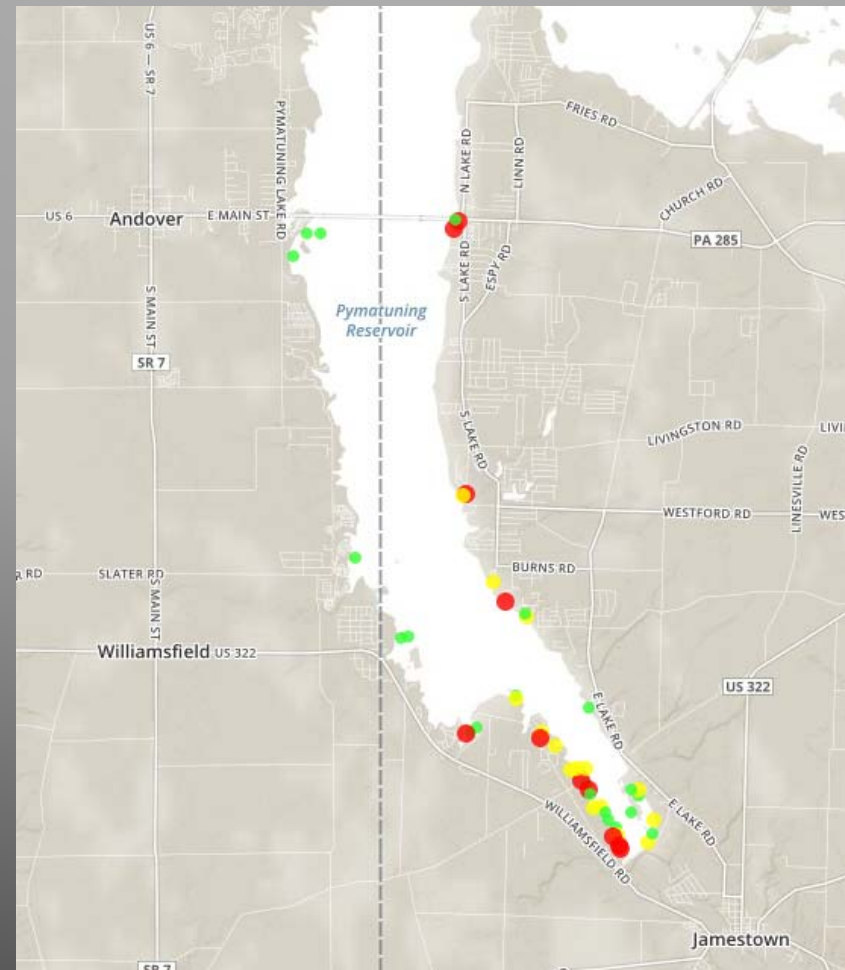 US 6 — SR 7
PYMATUNING LAKE RD
N LAKE RD
LINN RD
FRIES RD
CHURCH RD
US 6
Andover
E MAIN ST
PA 285
S LAKE RD
ESPY RD
S MAIN ST
Pymatuning
Reservoir
SR 7
S LAKE RD
LIVINGSTON RD
LIVI
LINESVILLE RD
WESTFORD RD
WES
BURNS RD
RD
SLATER RD
S MAIN ST
Williamsfield
US 322
US 322
E LAKE RD
E LAKE RD
WILLIAMSFIELD RD
Jamestown
SR 7